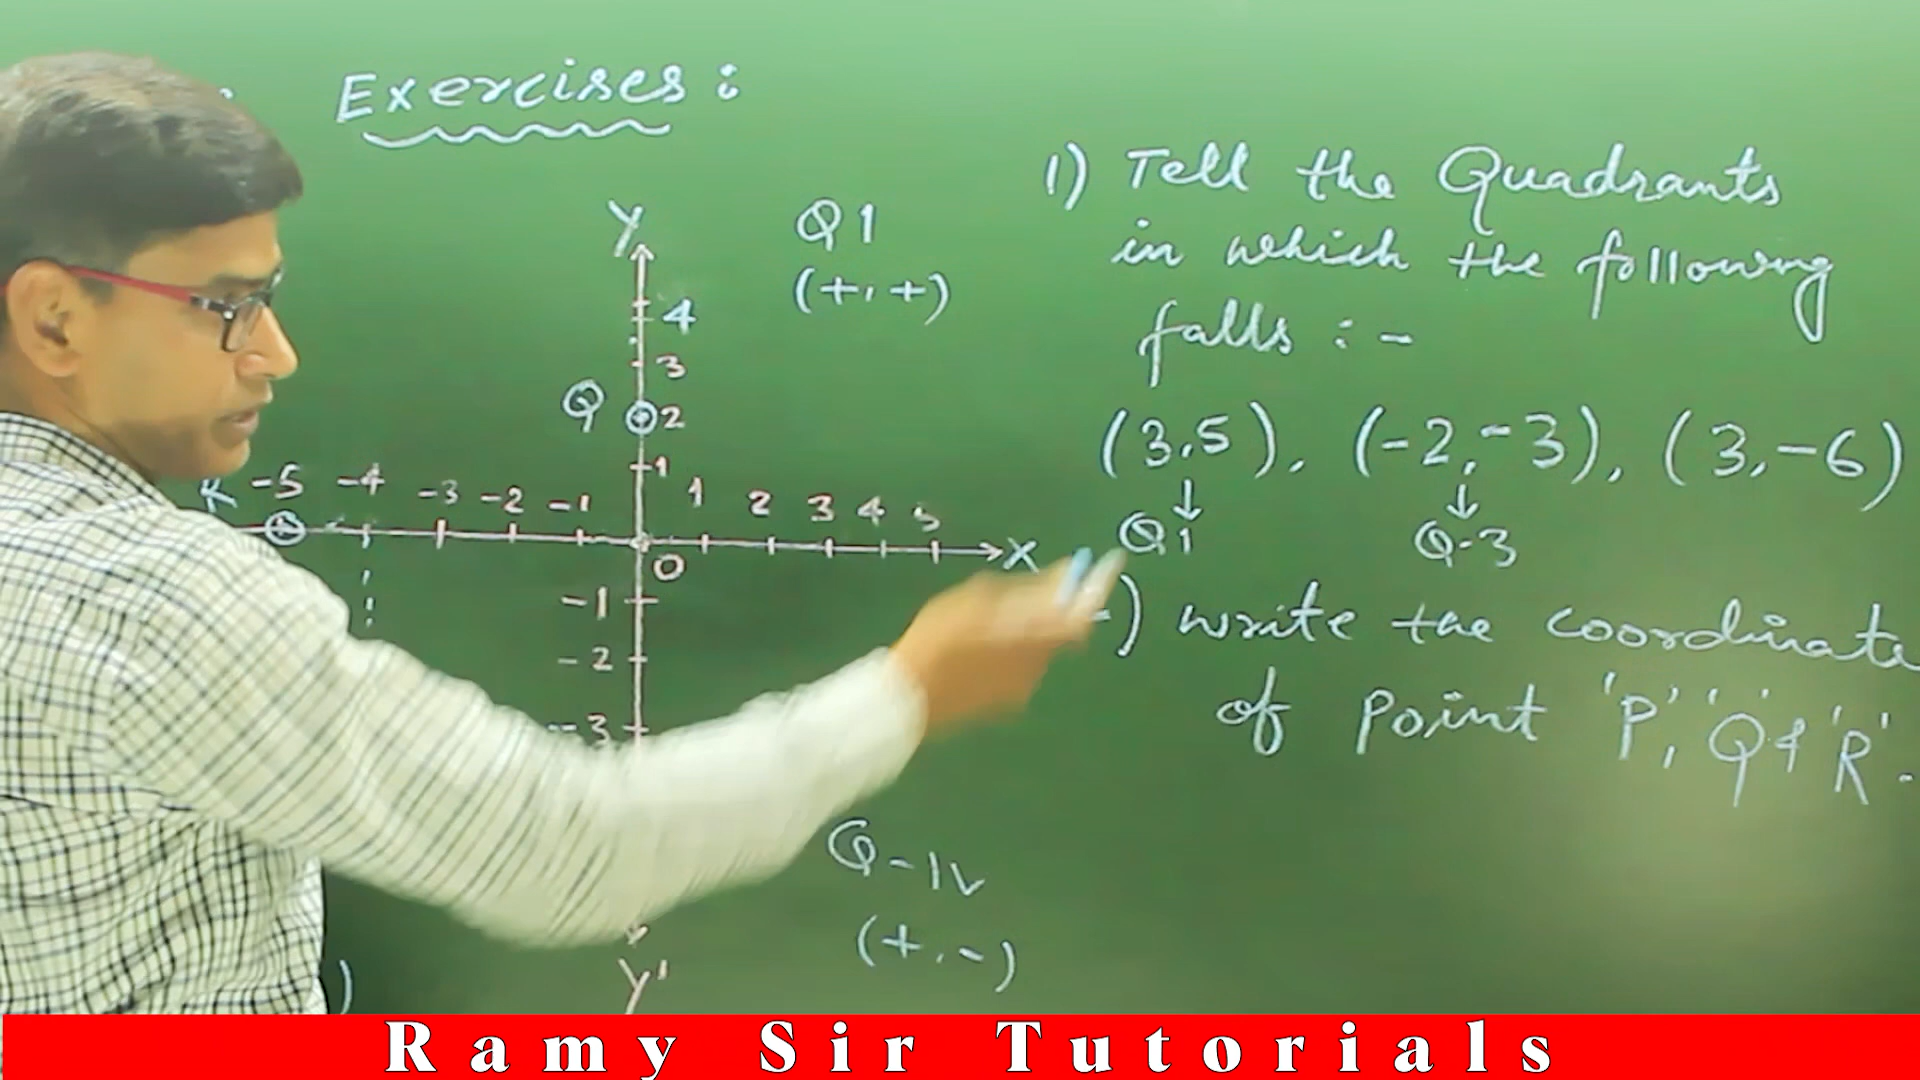 Exercises :
Y
Q1
(+,+)
4
3
Q
2
1
R -5 -4 -3 -2 -1 1 2 3 4 5
X
0
-1
-2
-3
Q-IV
(+,-)
)
Y'
1) Tell the Quadrants
in which the following
falls : -
(3,5), (-2,-3), (3,-6)
Q1 Q-3
) write the coordinate
of point 'P', 'Q' & 'R'.
Ramy Sir Tutorials